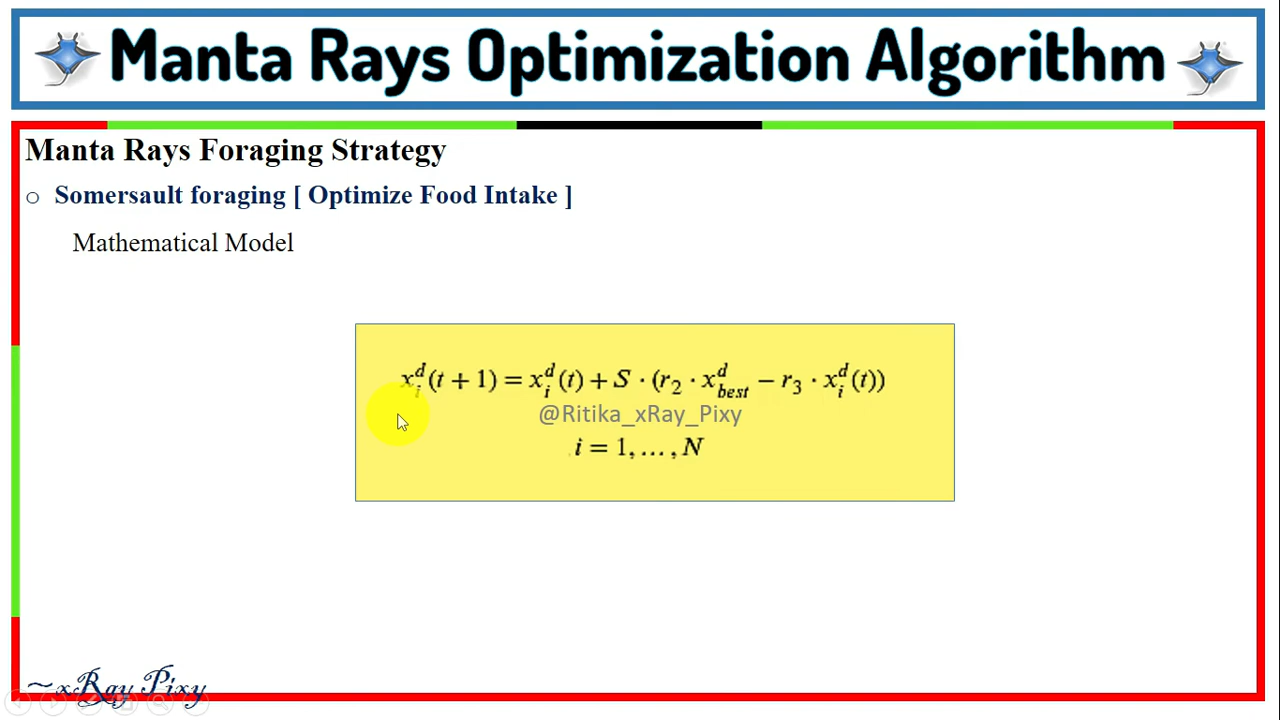 Manta Rays Optimization Algorithm
Manta Rays Foraging Strategy
o Somersault foraging [ Optimize Food Intake ]
Mathematical Model
x_i^d(t + 1) = x_i^d(t) + S · (r_2 · x_best^d − r_3 · x_i^d(t))
@Ritika_xRay_Pixy
i = 1, … , N
~xRay Pixy